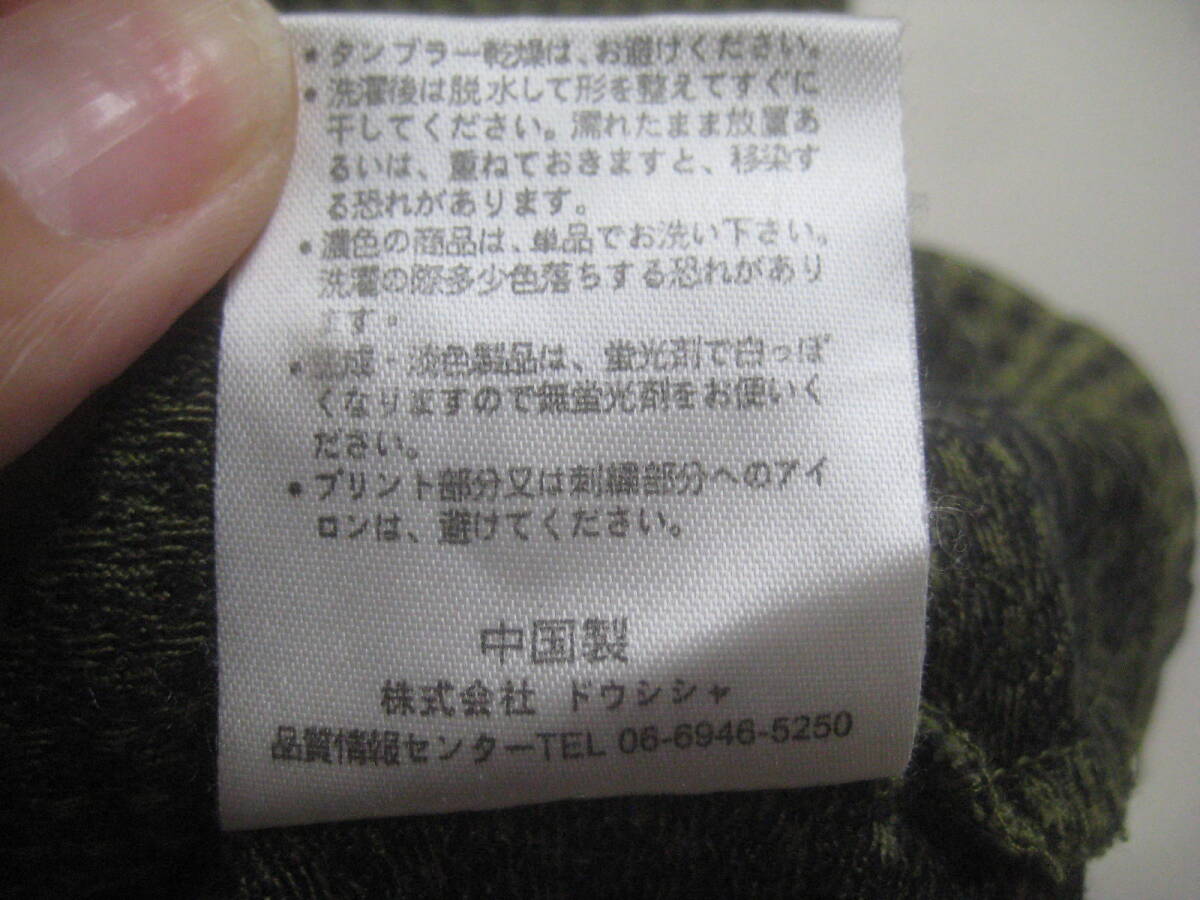 • タンブラー乾燥は、お避けください。
• 洗濯後は脱水して形を整えてすぐに
干してください。濡れたまま放置あ
るいは、重ねておきますと、移染す
る恐れがあります。
• 濃色の商品は、単品でお洗い下さい。
洗濯の際多少色落ちする恐れがあり
ます。
• 生成・淡色製品は、蛍光剤で白っぽ
くなりますので無蛍光剤をお使いく
ださい。
• プリント部分又は刺繍部分へのアイ
ロンは、避けてください。
中国製
株式会社 ドウシシャ
品質情報センターTEL 06-6946-5250